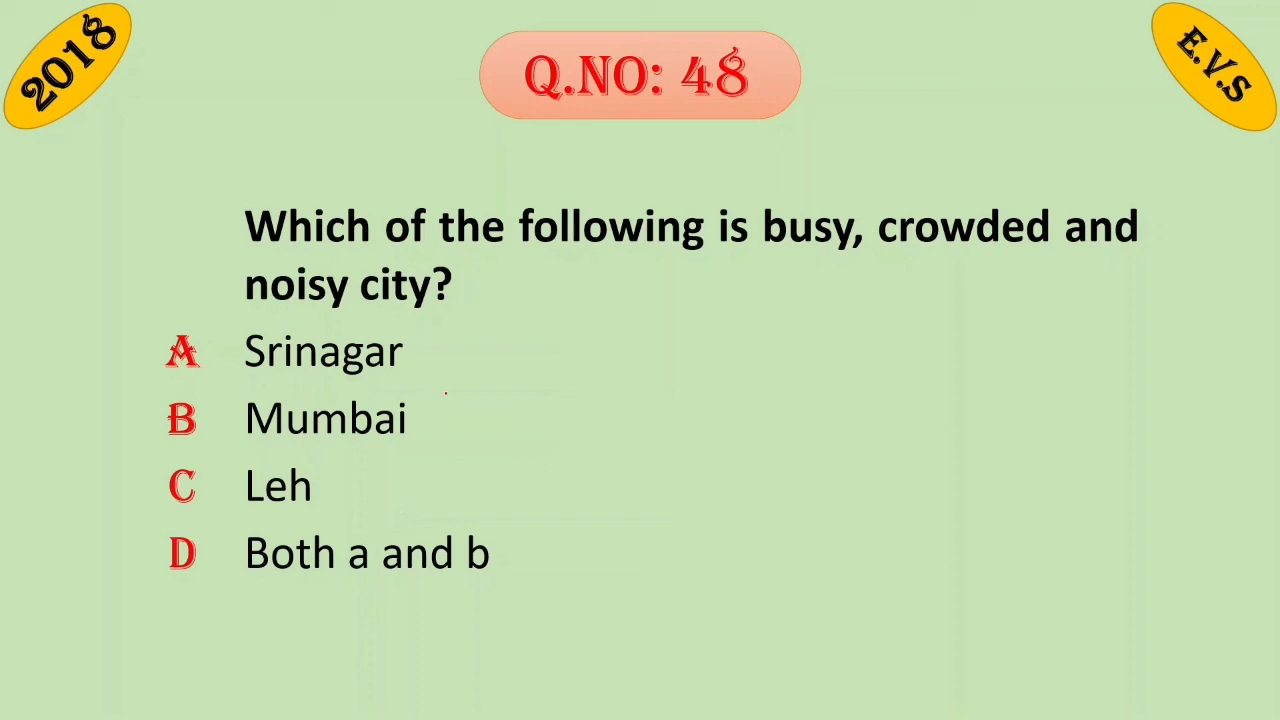 2018
E.V.S
Q.NO: 48
Which of the following is busy, crowded and
noisy city?
A Srinagar
B Mumbai
C Leh
D Both a and b